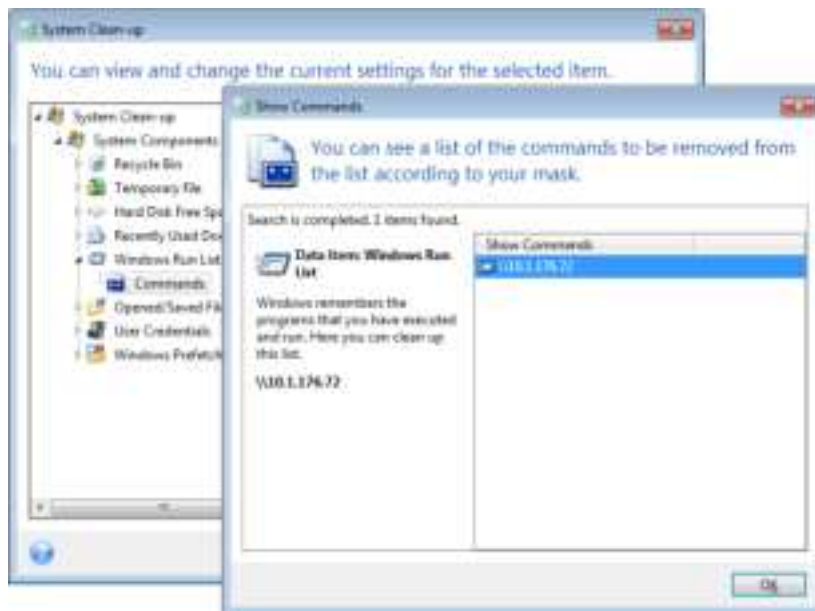 System Clean-up
You can view and change the current settings for the selected item.
System Clean-up
System Components
Recycle Bin
Temporary File
Hard Disk Free Spa
Recently Used Do
Windows Run List
Commands
Opened/Saved Fi
User Credentials
Windows Prefetch
Show Commands
You can see a list of the commands to be removed from
the list according to your mask.
Search is completed. 1 items found.
Data Item: Windows Run
List
Windows remembers the
programs that you have executed
and run. Here you can clean up
this list.
\\10.1.176.72
Show Commands
\\10.1.176.72
OK